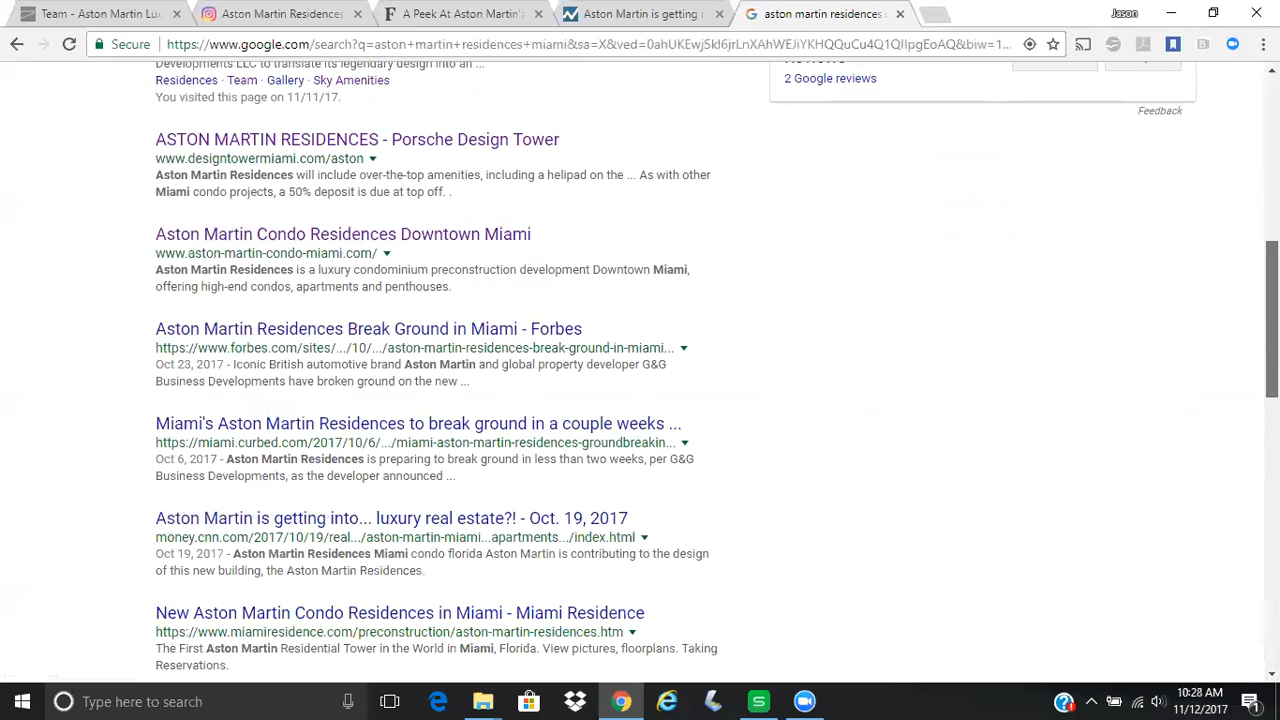 Team - Aston Martin Lux
Aston Martin Residences
A Peek At Aston Martin's
Aston Martin is getting i
aston martin residences
Jason
Secure
https://www.google.com/search?q=aston+martin+residences+miami&sa=X&ved=0ahUKEwj5kI6jrLnXAhWEJiYKHQQuCu4Q1QIIpgEoAQ&biw=1...
Developments LLC to translate its legendary design into an ...
Residences · Team · Gallery · Sky Amenities
You visited this page on 11/11/17.
Reviews
2 Google reviews
Feedback
ASTON MARTIN RESIDENCES - Porsche Design Tower
www.designtowermiami.com/aston
Aston Martin Residences will include over-the-top amenities, including a helipad on the ... As with other
Miami condo projects, a 50% deposit is due at top off. .
Aston Martin Condo Residences Downtown Miami
www.aston-martin-condo-miami.com/
Aston Martin Residences is a luxury condominium preconstruction development Downtown Miami,
offering high-end condos, apartments and penthouses.
Aston Martin Residences Break Ground in Miami - Forbes
https://www.forbes.com/sites/.../10/.../aston-martin-residences-break-ground-in-miami...
Oct 23, 2017 - Iconic British automotive brand Aston Martin and global property developer G&G
Business Developments have broken ground on the new ...
Miami's Aston Martin Residences to break ground in a couple weeks ...
https://miami.curbed.com/2017/10/6/.../miami-aston-martin-residences-groundbreakin...
Oct 6, 2017 - Aston Martin Residences is preparing to break ground in less than two weeks, per G&G
Business Developments, as the developer announced ...
Aston Martin is getting into... luxury real estate?! - Oct. 19, 2017
money.cnn.com/2017/10/19/real.../aston-martin-miami...apartments.../index.html
Oct 19, 2017 - Aston Martin Residences Miami condo florida Aston Martin is contributing to the design
of this new building, the Aston Martin Residences.
New Aston Martin Condo Residences in Miami - Miami Residence
https://www.miamiresidence.com/preconstruction/aston-martin-residences.htm
The First Aston Martin Residential Tower in the World in Miami, Florida. View pictures, floorplans. Taking
Reservations.
Type here to search
10:28 AM
11/12/2017